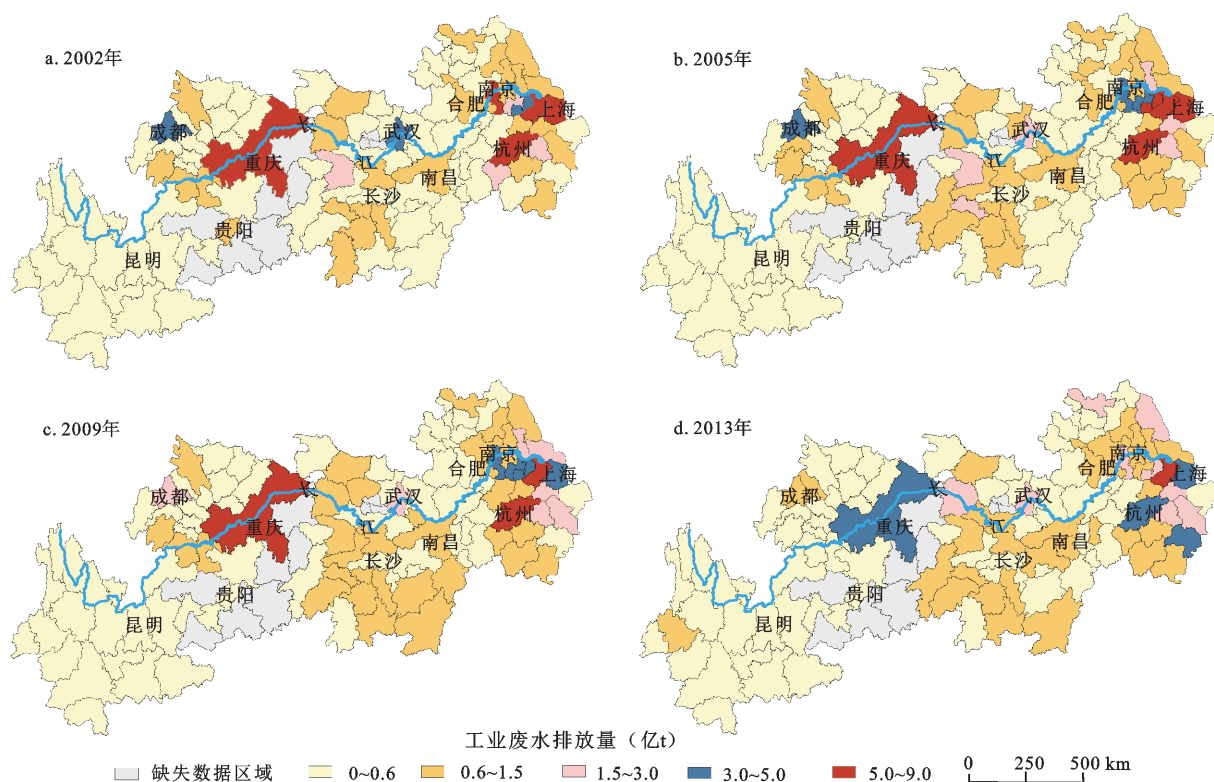 a. 2002年
南京
合肥
上海
成都
长
武汉
杭州
重庆
江
南昌
长沙
贵阳
昆明
b. 2005年
南京
合肥
上海
成都
长
武汉
杭州
重庆
江
南昌
长沙
贵阳
昆明
c. 2009年
南京
合肥
上海
成都
长
武汉
杭州
重庆
江
南昌
长沙
贵阳
昆明
d. 2013年
南京
合肥
上海
成都
长
武汉
杭州
重庆
江
南昌
长沙
贵阳
昆明
工业废水排放量（亿t）
缺失数据区域 0~0.6 0.6~1.5 1.5~3.0 3.0~5.0 5.0~9.0
0 250 500 km